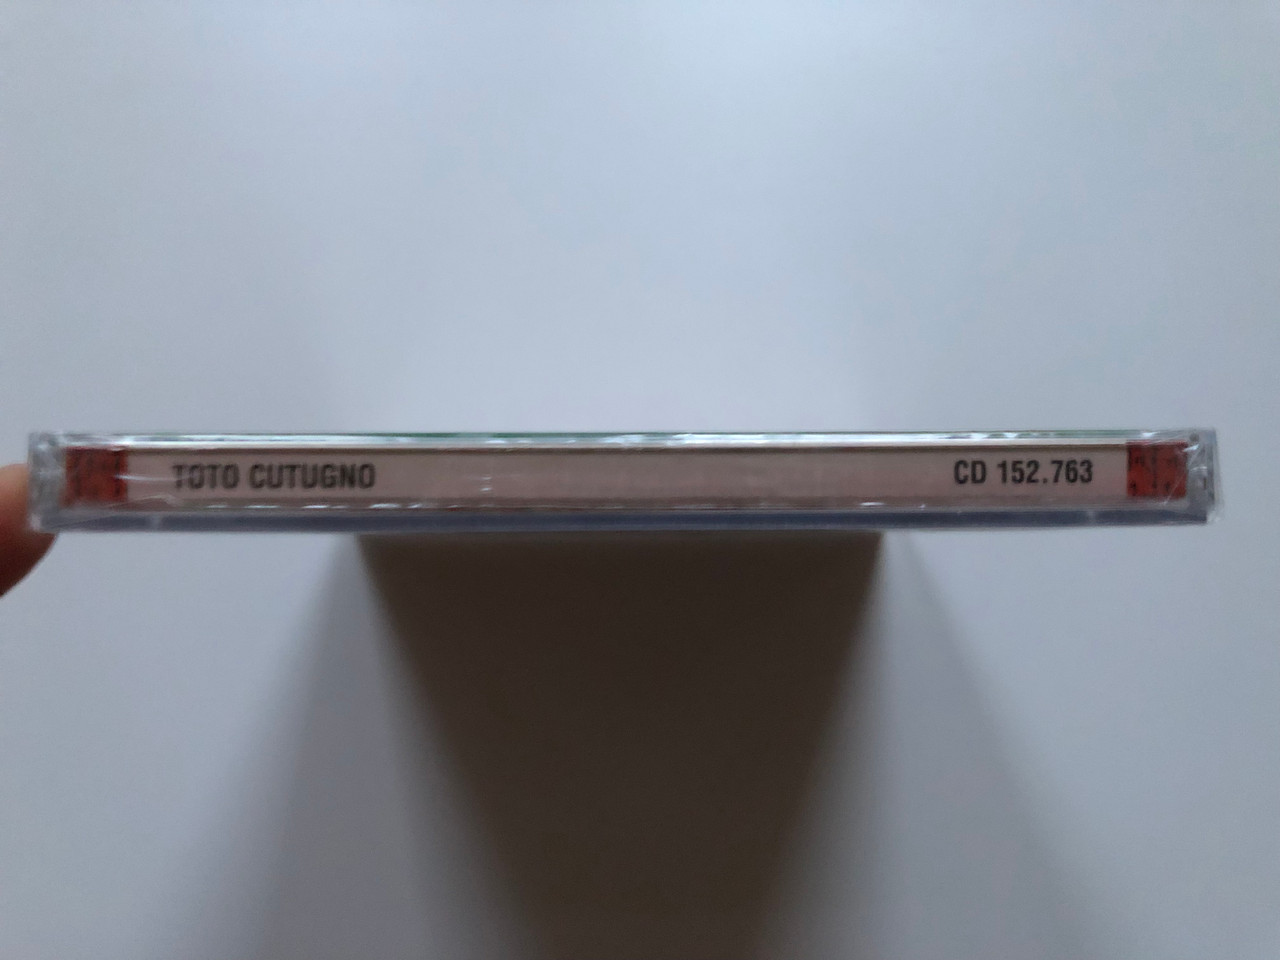 TOTO CUTUGNO
CD 152.763